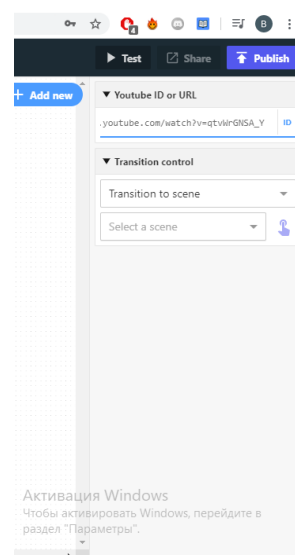 4
B
Test
Share
Publish
+ Add new
Youtube ID or URL
.youtube.com/watch?v=qtvWrGNSA_Y
ID
Transition control
Transition to scene
Select a scene
Активация Windows
Чтобы активировать Windows, перейдите в
раздел "Параметры".